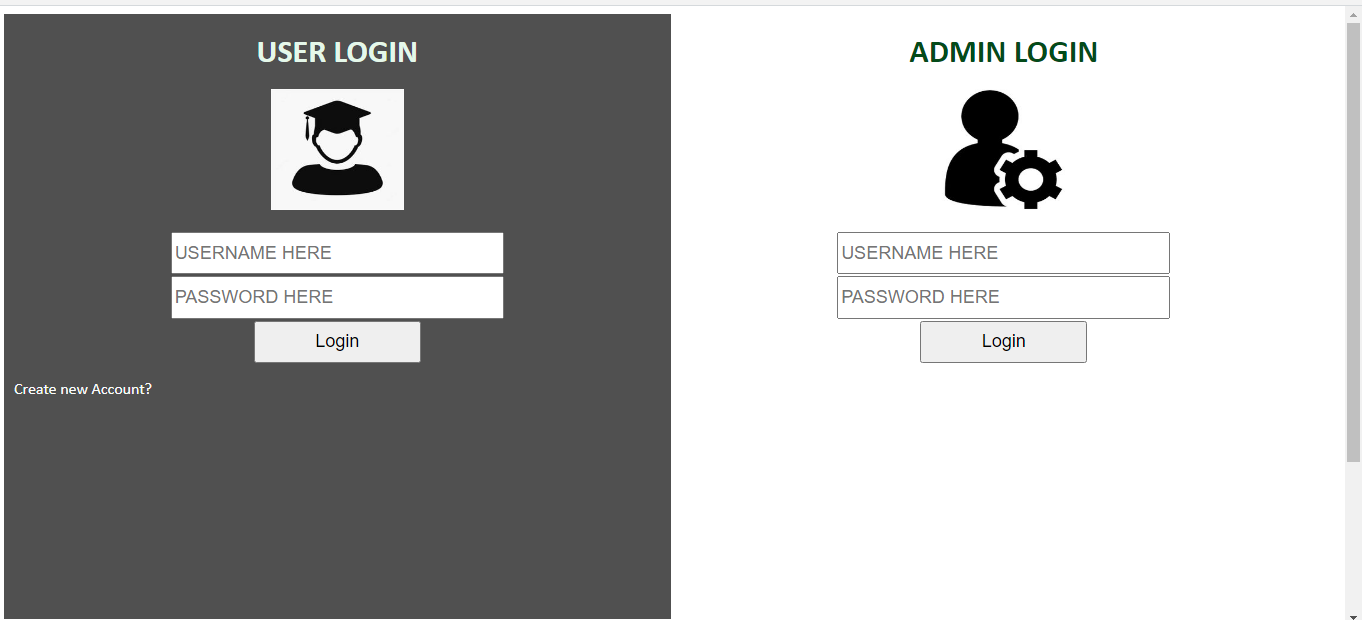 USER LOGIN
USERNAME HERE
PASSWORD HERE
Login
Create new Account?
ADMIN LOGIN
USERNAME HERE
PASSWORD HERE
Login